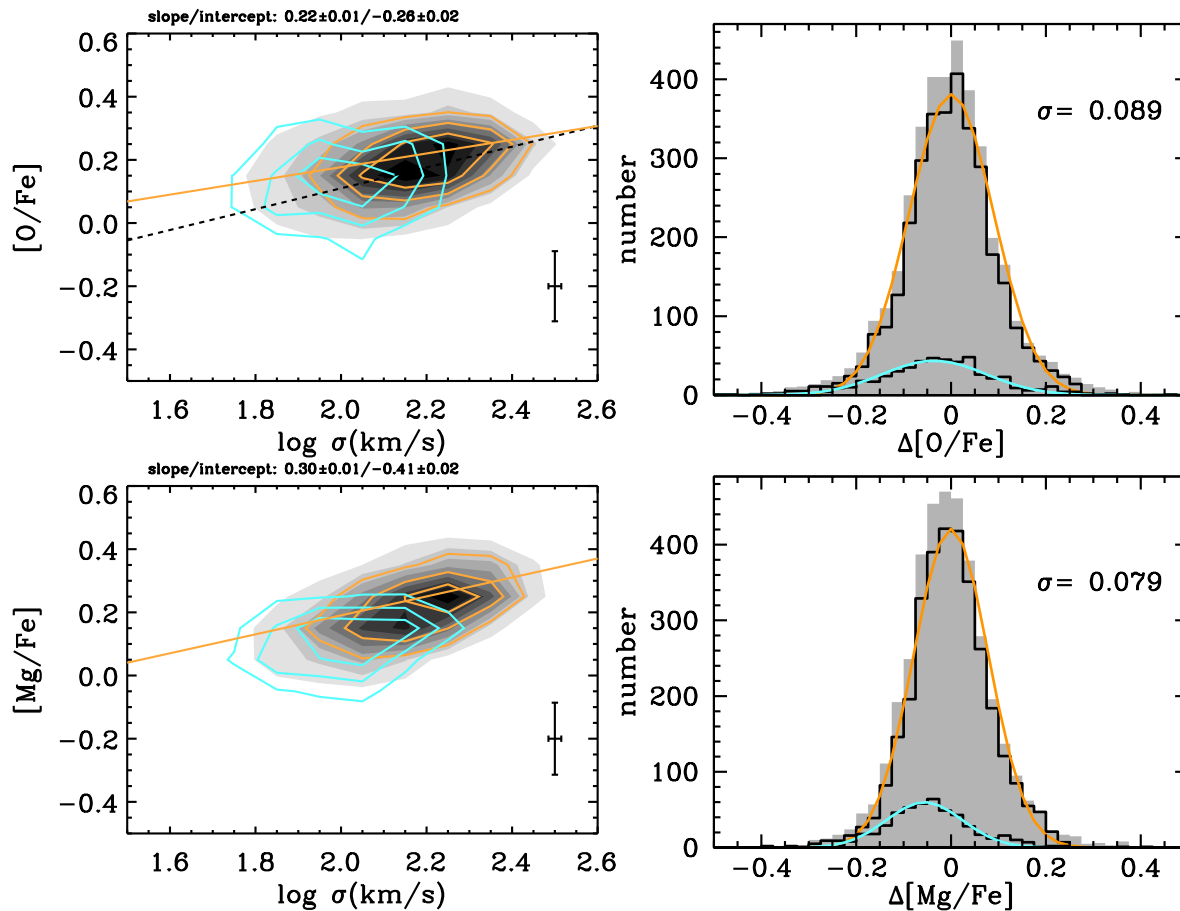 slope/intercept: 0.22±0.01/−0.26±0.02
0.6
0.4
0.2
0.0
−0.2
−0.4
[O/Fe]
1.6 1.8 2.0 2.2 2.4 2.6
log σ(km/s)
400
300
200
100
0
number
σ= 0.089
−0.4 −0.2 0 0.2 0.4
Δ[O/Fe]
slope/intercept: 0.30±0.01/−0.41±0.02
0.6
0.4
0.2
0.0
−0.2
−0.4
[Mg/Fe]
1.6 1.8 2.0 2.2 2.4 2.6
log σ(km/s)
400
300
200
100
0
number
σ= 0.079
−0.4 −0.2 0 0.2 0.4
Δ[Mg/Fe]